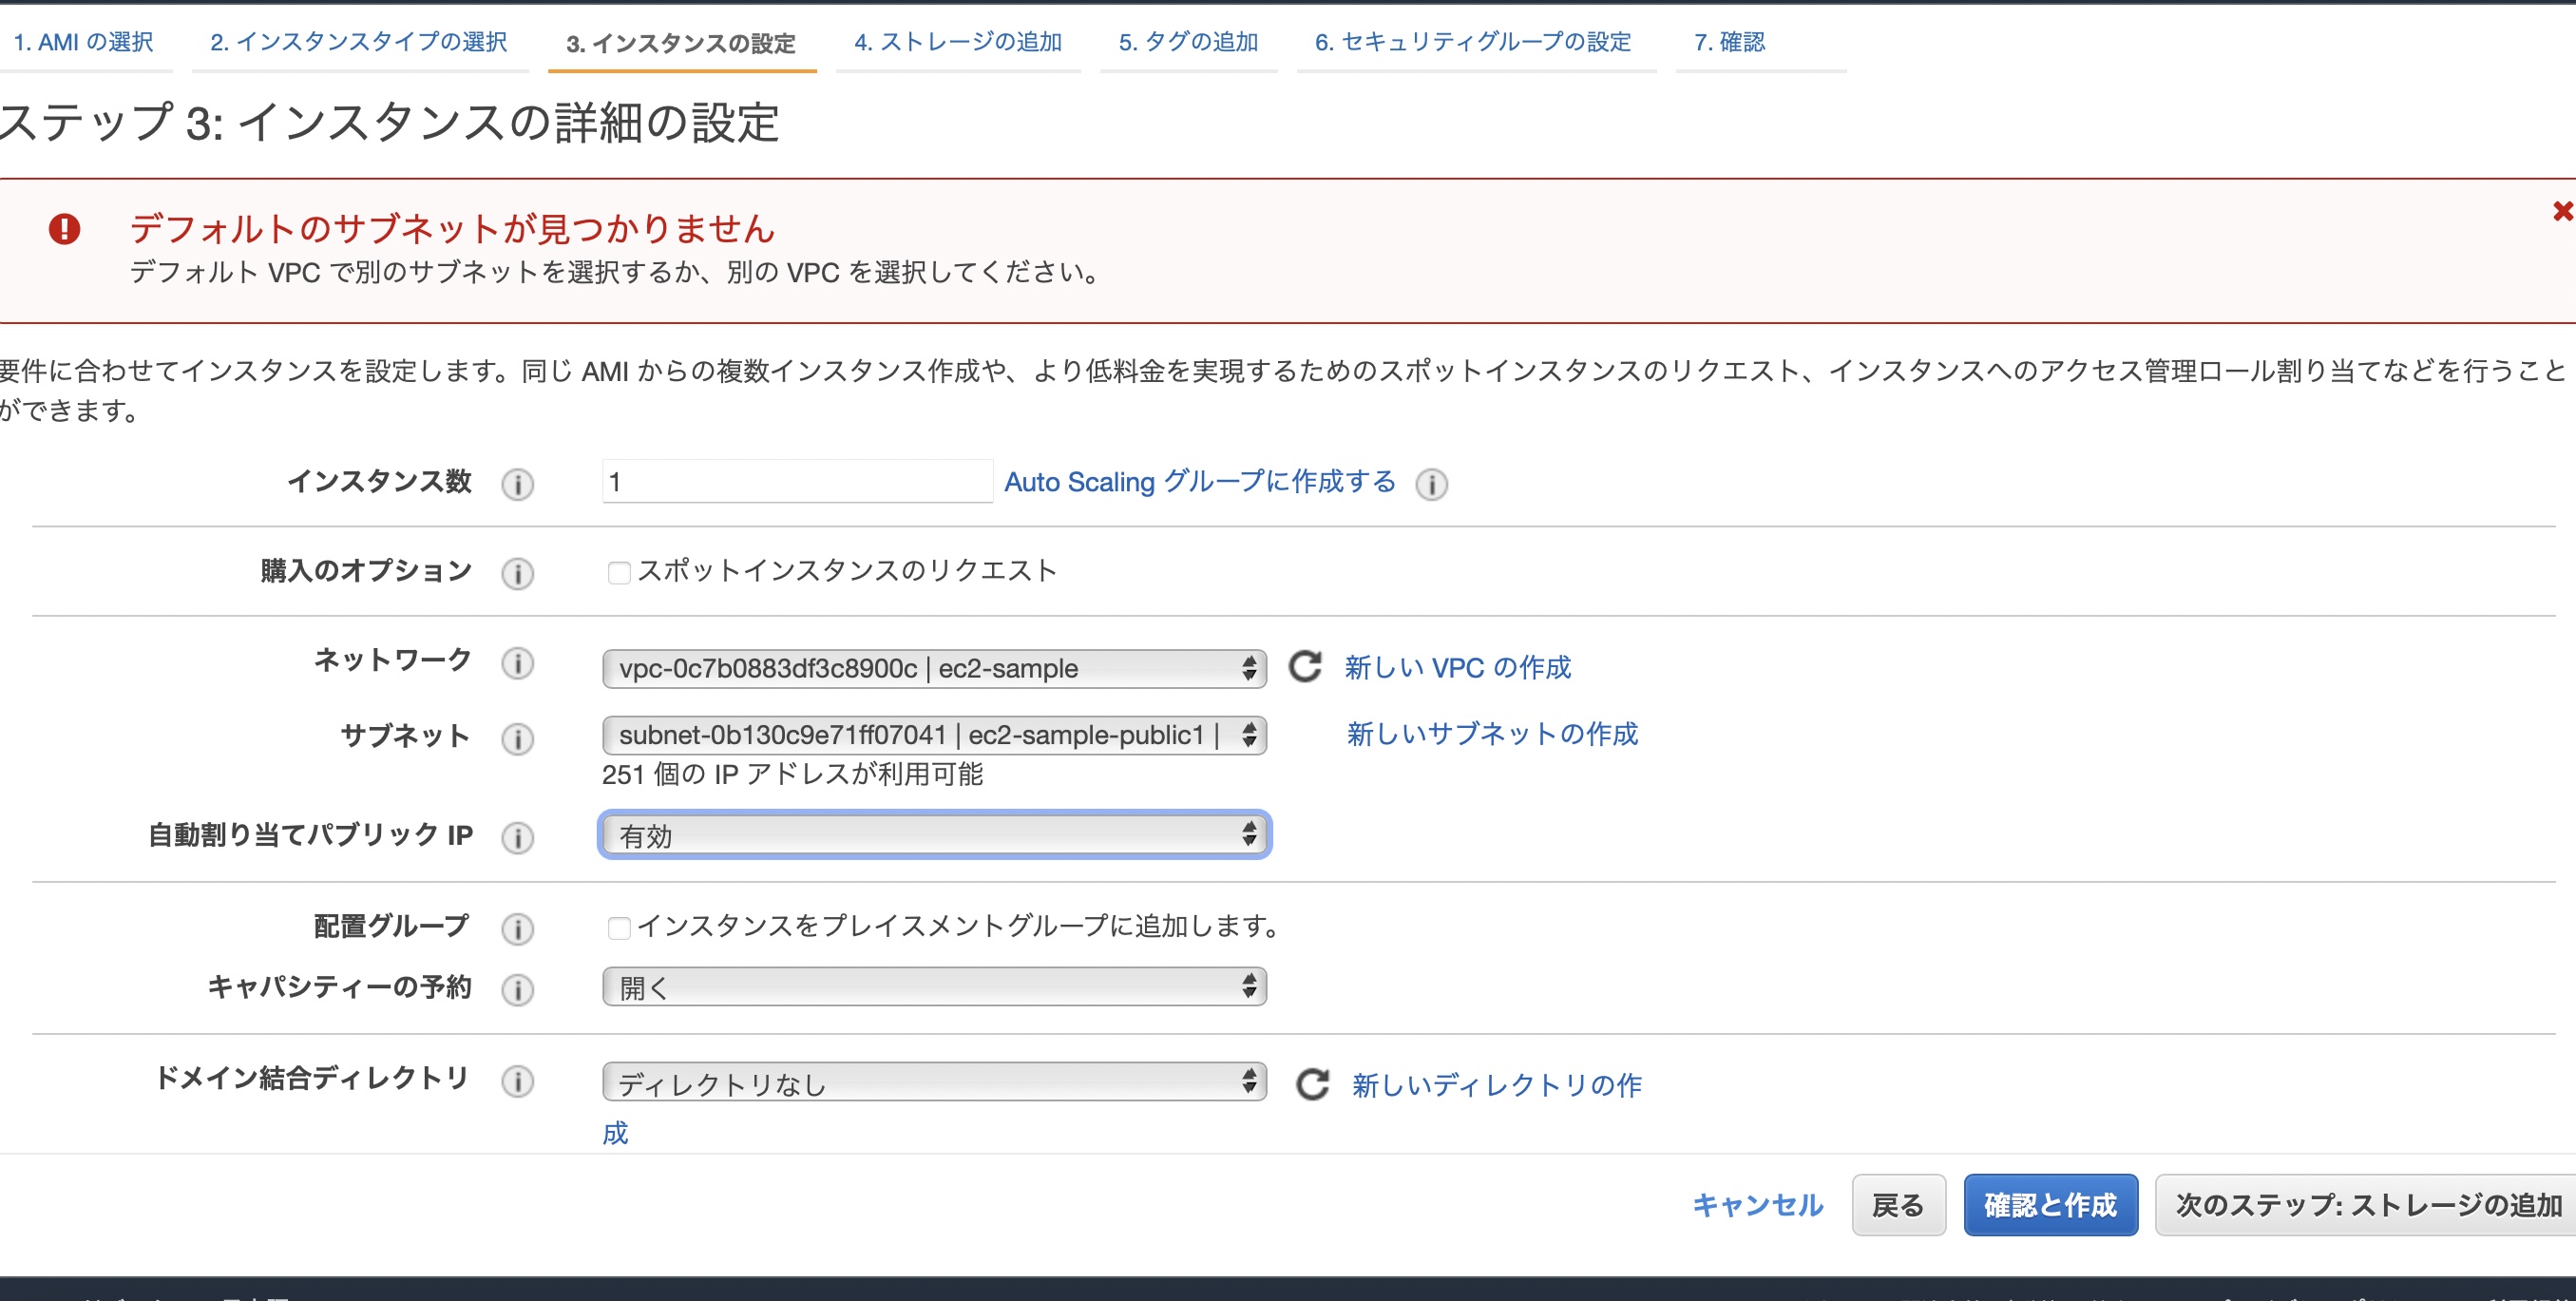 1. AMI の選択
2. インスタンスタイプの選択
3. インスタンスの設定
4. ストレージの追加
5. タグの追加
6. セキュリティグループの設定
7. 確認
ステップ 3: インスタンスの詳細の設定
デフォルトのサブネットが見つかりません
デフォルト VPC で別のサブネットを選択するか、別の VPC を選択してください。
要件に合わせてインスタンスを設定します。同じ AMI からの複数インスタンス作成や、より低料金を実現するためのスポットインスタンスのリクエスト、インスタンスへのアクセス管理ロール割り当てなどを行うこと
ができます。
インスタンス数 1 Auto Scaling グループに作成する
購入のオプション スポットインスタンスのリクエスト
ネットワーク vpc-0c7b0883df3c8900c | ec2-sample 新しい VPC の作成
サブネット subnet-0b130c9e71ff07041 | ec2-sample-public1 | 新しいサブネットの作成
251 個の IP アドレスが利用可能
自動割り当てパブリック IP 有効
配置グループ インスタンスをプレイスメントグループに追加します。
キャパシティーの予約 開く
ドメイン結合ディレクトリ ディレクトリなし 新しいディレクトリの作
成
キャンセル 戻る 確認と作成 次のステップ: ストレージの追加